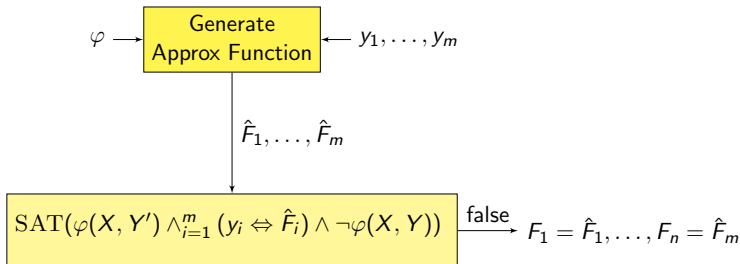 Generate
Approx Function
φ
y₁, . . . , yₘ
F̂₁, . . . , F̂ₘ
SAT(φ(X, Y′) ∧ᵢ₌₁ᵐ (yᵢ ⇔ F̂ᵢ) ∧ ¬φ(X, Y))
false
F₁ = F̂₁, . . . , Fₙ = F̂ₘ